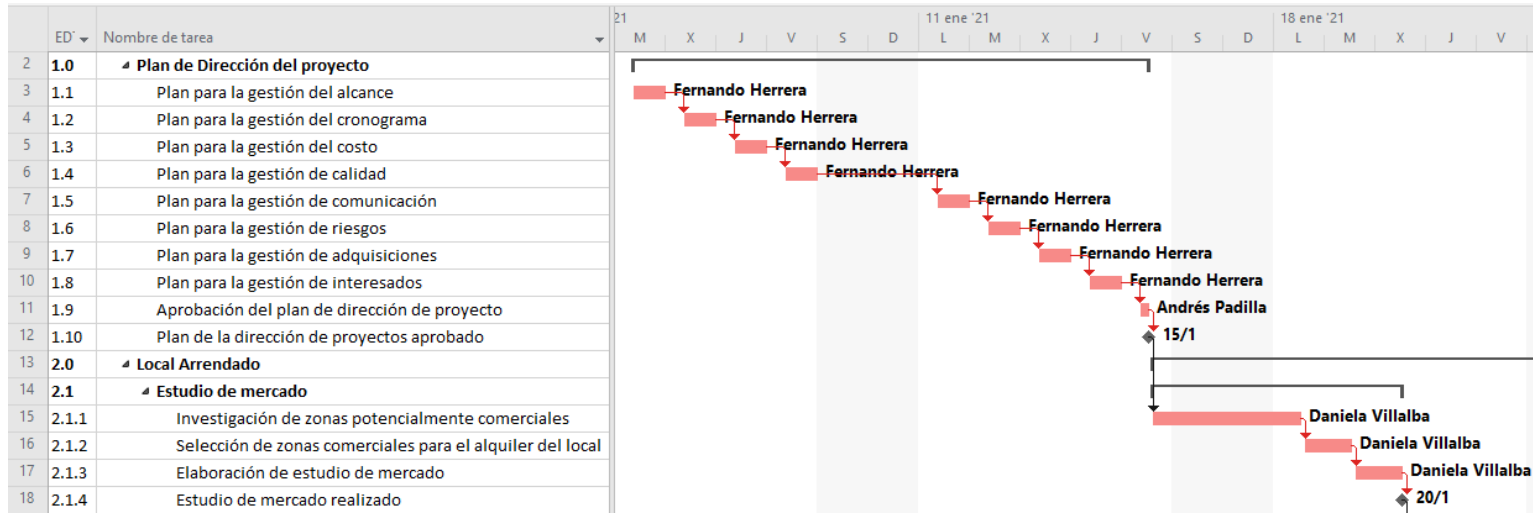 21 11 ene '21 18 ene '21
ED˙ Nombre de tarea M X J V S D L M X J V S D L M X J V
2 1.0 Plan de Dirección del proyecto
3 1.1 Plan para la gestión del alcance Fernando Herrera
4 1.2 Plan para la gestión del cronograma Fernando Herrera
5 1.3 Plan para la gestión del costo Fernando Herrera
6 1.4 Plan para la gestión de calidad Fernando Herrera
7 1.5 Plan para la gestión de comunicación Fernando Herrera
8 1.6 Plan para la gestión de riesgos Fernando Herrera
9 1.7 Plan para la gestión de adquisiciones Fernando Herrera
10 1.8 Plan para la gestión de interesados Fernando Herrera
11 1.9 Aprobación del plan de dirección de proyecto Andrés Padilla
12 1.10 Plan de la dirección de proyectos aprobado 15/1
13 2.0 Local Arrendado
14 2.1 Estudio de mercado
15 2.1.1 Investigación de zonas potencialmente comerciales Daniela Villalba
16 2.1.2 Selección de zonas comerciales para el alquiler del local Daniela Villalba
17 2.1.3 Elaboración de estudio de mercado Daniela Villalba
18 2.1.4 Estudio de mercado realizado 20/1